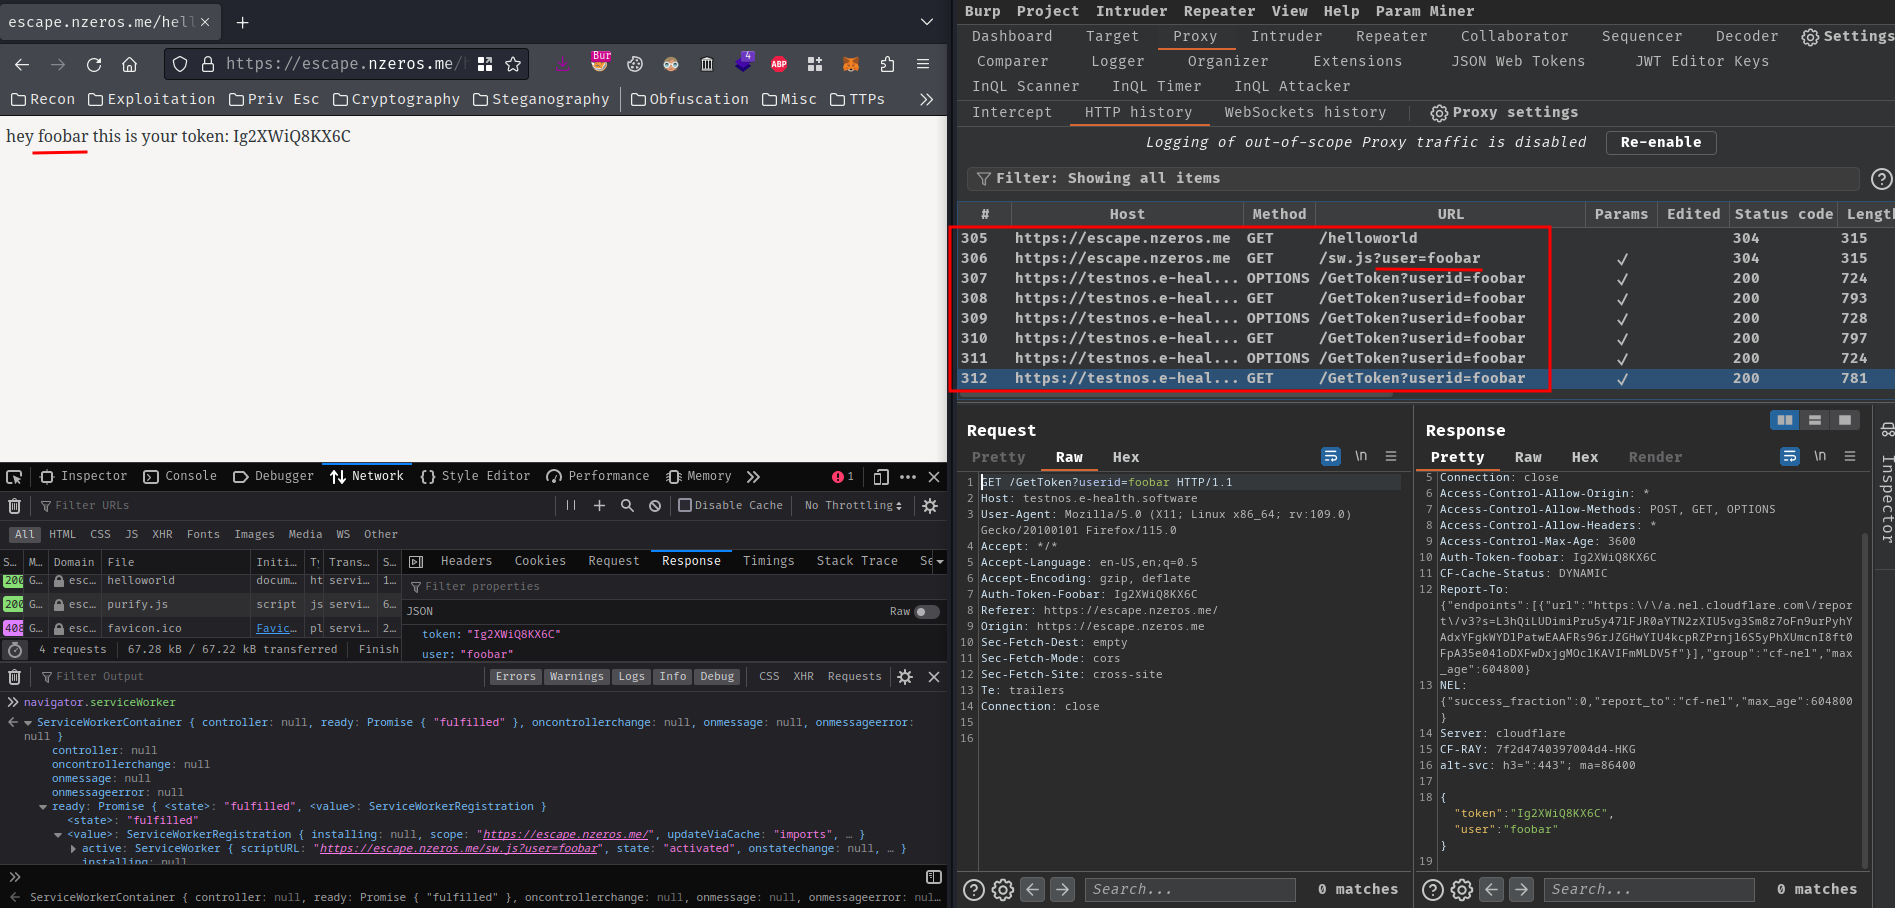 escape.nzeros.me/hell
https://escape.nzeros.me/h
Bur
4
ABP
Recon Exploitation Priv Esc Cryptography Steganography Obfuscation Misc TTPs
hey foobar this is your token: Ig2XWiQ8KX6C
Inspector Console Debugger Network Style Editor Performance Memory 1
Filter URLs
Disable Cache No Throttling
All HTML CSS JS XHR Fonts Images Media WS Other
S... M... Domain File Initi... Ty Trans... S...
200 G... esc... helloworld docum... ht servi... 1...
200 G... esc... purify.js script js servi... 6...
408 G... esc... favicon.ico Favic... pl servi... 2...
4 requests 67.28 kB / 67.22 kB transferred Finish
Headers Cookies Request Response Timings Stack Trace Se
Filter properties
JSON Raw
token: "Ig2XWiQ8KX6C"
user: "foobar"
Filter Output
Errors Warnings Logs Info Debug CSS XHR Requests
navigator.serviceWorker
ServiceWorkerContainer { controller: null, ready: Promise { "fulfilled" }, oncontrollerchange: null, onmessage: null, onmessageerror:
null }
controller: null
oncontrollerchange: null
onmessage: null
onmessageerror: null
ready: Promise { <state>: "fulfilled", <value>: ServiceWorkerRegistration }
<state>: "fulfilled"
<value>: ServiceWorkerRegistration { installing: null, scope: "https://escape.nzeros.me/", updateViaCache: "imports", … }
active: ServiceWorker { scriptURL: "https://escape.nzeros.me/sw.js?user=foobar", state: "activated", onstatechange: null, … }
installing: null
ServiceWorkerContainer { controller: null, ready: Promise { "fulfilled" }, oncontrollerchange: null, onmessage: null, onmessageerror: nul…
Burp Project Intruder Repeater View Help Param Miner
Dashboard Target Proxy Intruder Repeater Collaborator Sequencer Decoder Settings
Comparer Logger Organizer Extensions JSON Web Tokens JWT Editor Keys
InQL Scanner InQL Timer InQL Attacker
Intercept HTTP history WebSockets history Proxy settings
Logging of out-of-scope Proxy traffic is disabled Re-enable
Filter: Showing all items
# Host Method URL Params Edited Status code Length
305 https://escape.nzeros.me GET /helloworld 304 315
306 https://escape.nzeros.me GET /sw.js?user=foobar ✓ 304 315
307 https://testnos.e-heal... OPTIONS /GetToken?userid=foobar ✓ 200 724
308 https://testnos.e-heal... GET /GetToken?userid=foobar ✓ 200 793
309 https://testnos.e-heal... OPTIONS /GetToken?userid=foobar ✓ 200 728
310 https://testnos.e-heal... GET /GetToken?userid=foobar ✓ 200 797
311 https://testnos.e-heal... OPTIONS /GetToken?userid=foobar ✓ 200 724
312 https://testnos.e-heal... GET /GetToken?userid=foobar ✓ 200 781
Request
Pretty Raw Hex \n
1 GET /GetToken?userid=foobar HTTP/1.1
2 Host: testnos.e-health.software
3 User-Agent: Mozilla/5.0 (X11; Linux x86_64; rv:109.0)
Gecko/20100101 Firefox/115.0
4 Accept: */*
5 Accept-Language: en-US,en;q=0.5
6 Accept-Encoding: gzip, deflate
7 Auth-Token-Foobar: Ig2XWiQ8KX6C
8 Referer: https://escape.nzeros.me/
9 Origin: https://escape.nzeros.me
10 Sec-Fetch-Dest: empty
11 Sec-Fetch-Mode: cors
12 Sec-Fetch-Site: cross-site
13 Te: trailers
14 Connection: close
15
16
Search... 0 matches
Response
Pretty Raw Hex Render \n
5 Connection: close
6 Access-Control-Allow-Origin: *
7 Access-Control-Allow-Methods: POST, GET, OPTIONS
8 Access-Control-Allow-Headers: *
9 Access-Control-Max-Age: 3600
10 Auth-Token-foobar: Ig2XWiQ8KX6C
11 CF-Cache-Status: DYNAMIC
12 Report-To:
{"endpoints":[{"url":"https:\/\/a.nel.cloudflare.com\/repor
13 NEL:
{"success_fraction":0,"report_to":"cf-nel","max_age":604800
}
14 Server: cloudflare
15 CF-RAY: 7f2d4740397004d4-HKG
16 alt-svc: h3=":443"; ma=86400
17
18 {
"token":"Ig2XWiQ8KX6C",
"user":"foobar"
}
19
Search... 0 matches
Inspector